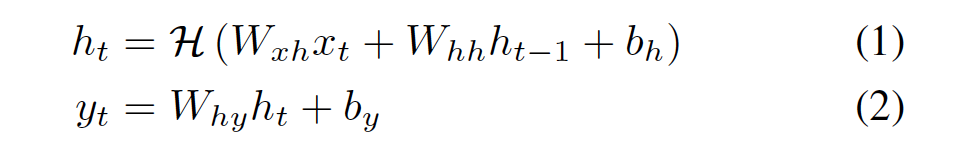 h_t = \mathcal{H} (W_{xh} x_t + W_{hh} h_{t-1} + b_h) (1)
y_t = W_{hy} h_t + b_y (2)